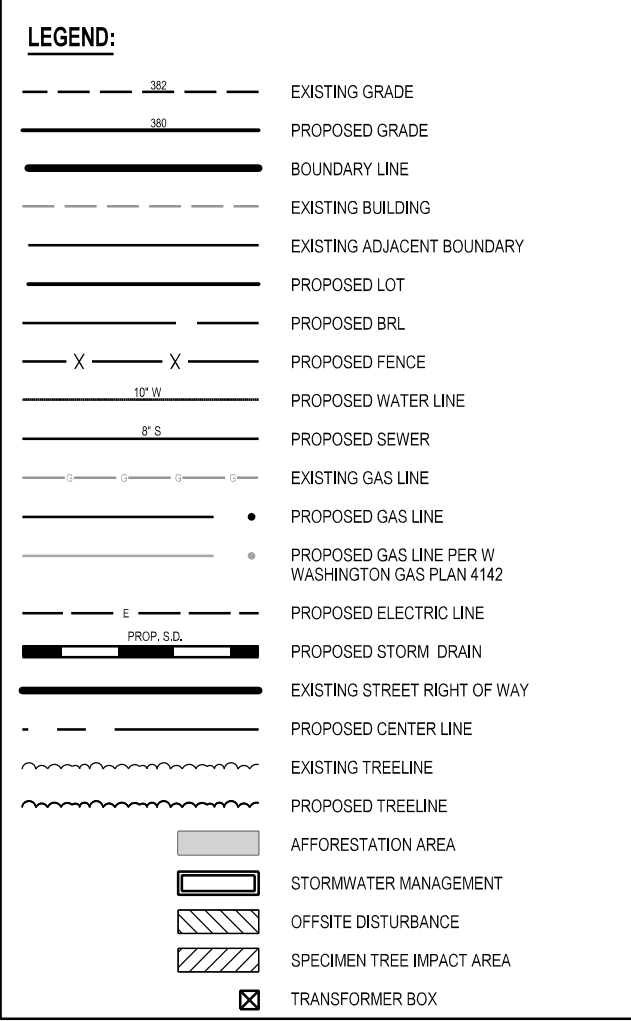 LEGEND:
382 EXISTING GRADE
380 PROPOSED GRADE
BOUNDARY LINE
EXISTING BUILDING
EXISTING ADJACENT BOUNDARY
PROPOSED LOT
PROPOSED BRL
X X PROPOSED FENCE
10" W PROPOSED WATER LINE
8" S PROPOSED SEWER
G G G G EXISTING GAS LINE
PROPOSED GAS LINE
PROPOSED GAS LINE PER W
WASHINGTON GAS PLAN 4142
E PROPOSED ELECTRIC LINE
PROP. S.D. PROPOSED STORM DRAIN
EXISTING STREET RIGHT OF WAY
PROPOSED CENTER LINE
EXISTING TREELINE
PROPOSED TREELINE
AFFORESTATION AREA
STORMWATER MANAGEMENT
OFFSITE DISTURBANCE
SPECIMEN TREE IMPACT AREA
TRANSFORMER BOX